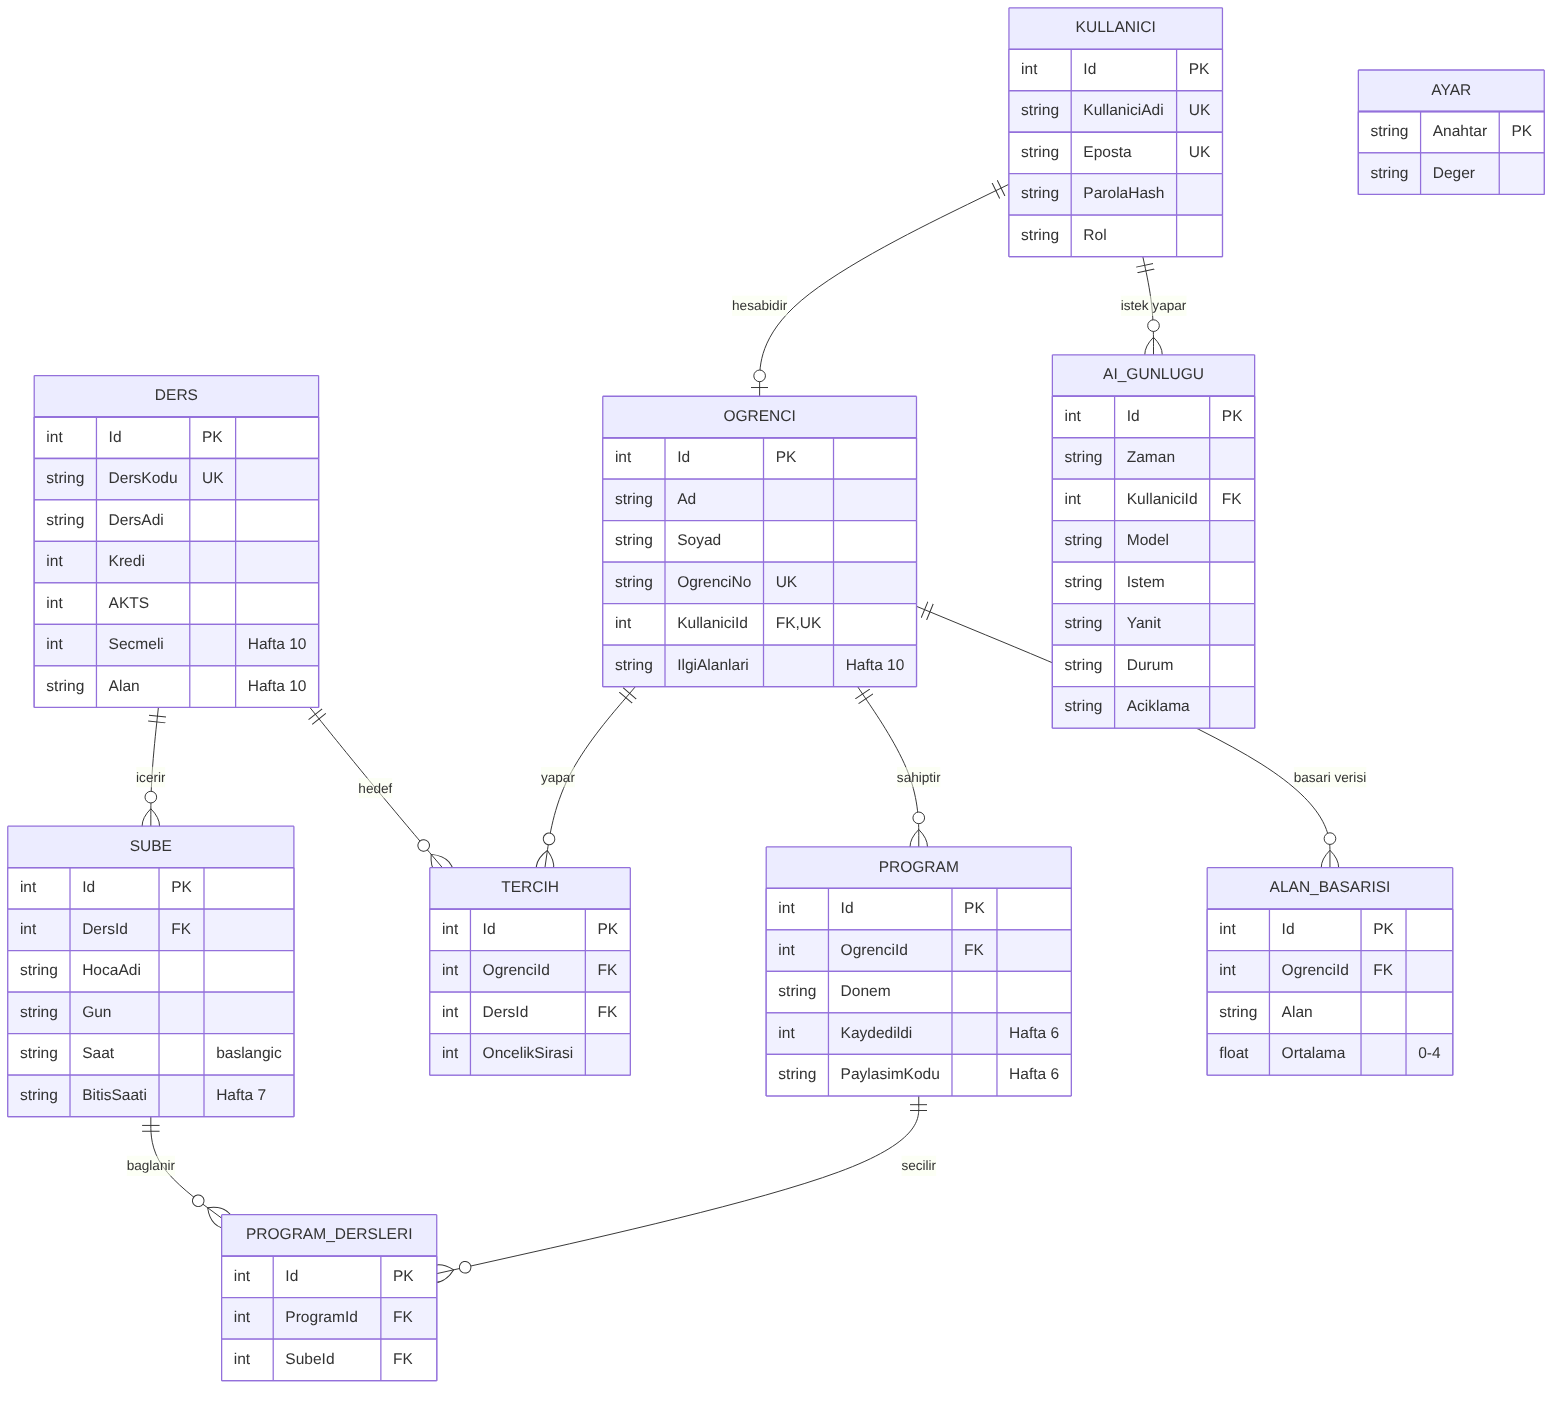 KULLANICI
int Id PK
string KullaniciAdi UK
string Eposta UK
string ParolaHash
string Rol
AYAR
string Anahtar PK
string Deger
hesabidir
istek yapar
DERS
int Id PK
string DersKodu UK
string DersAdi
int Kredi
int AKTS
int Secmeli Hafta 10
string Alan Hafta 10
OGRENCI
int Id PK
string Ad
string Soyad
string OgrenciNo UK
int KullaniciId FK,UK
string IlgiAlanlari Hafta 10
AI_GUNLUGU
int Id PK
string Zaman
int KullaniciId FK
string Model
string Istem
string Yanit
string Durum
string Aciklama
icerir
hedef
yapar
sahiptir
basari verisi
SUBE
int Id PK
int DersId FK
string HocaAdi
string Gun
string Saat baslangic
string BitisSaati Hafta 7
TERCIH
int Id PK
int OgrenciId FK
int DersId FK
int OncelikSirasi
PROGRAM
int Id PK
int OgrenciId FK
string Donem
int Kaydedildi Hafta 6
string PaylasimKodu Hafta 6
ALAN_BASARISI
int Id PK
int OgrenciId FK
string Alan
float Ortalama 0-4
baglanir
secilir
PROGRAM_DERSLERI
int Id PK
int ProgramId FK
int SubeId FK